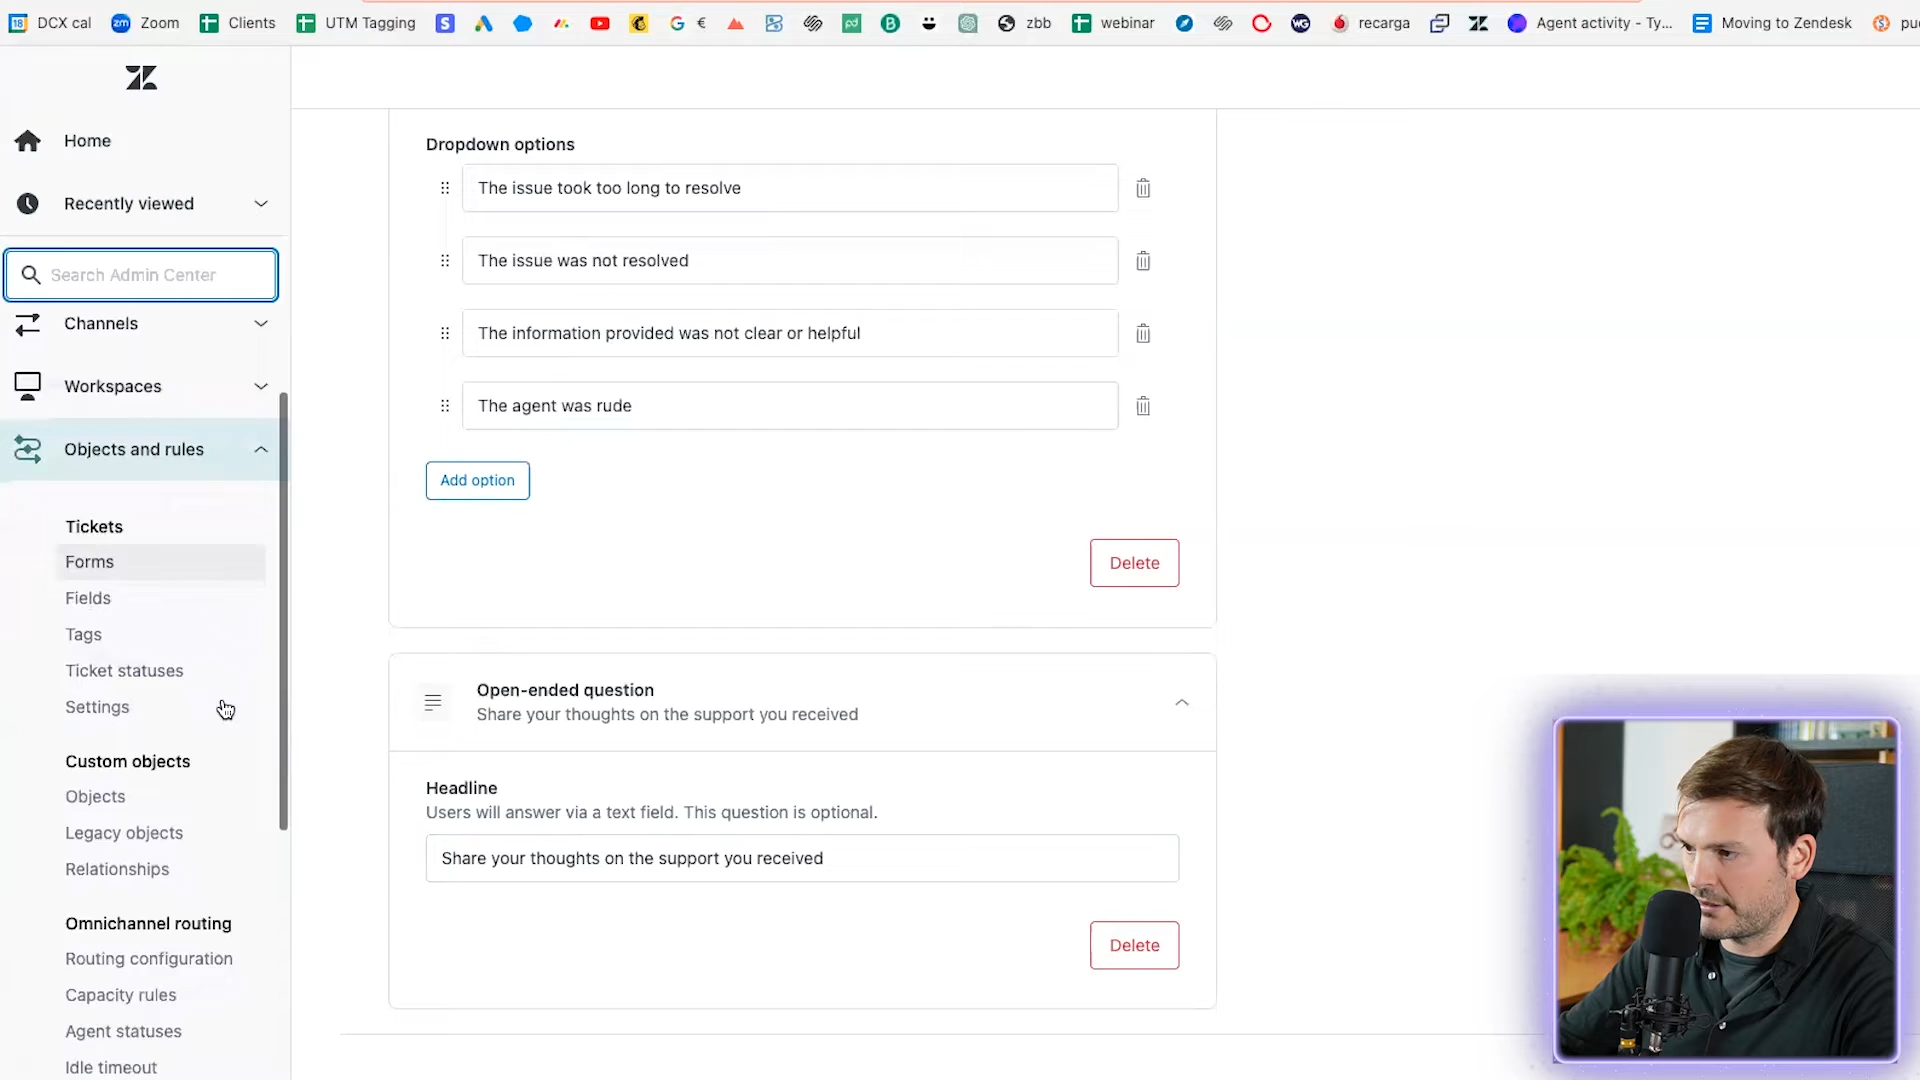 DCX cal
Zoom
Clients
UTM Tagging
zbb
webinar
recarga
Agent activity - Ty...
Moving to Zendesk
Home
Recently viewed
Search Admin Center
Channels
Workspaces
Objects and rules
Tickets
Forms
Fields
Tags
Ticket statuses
Settings
Custom objects
Objects
Legacy objects
Relationships
Omnichannel routing
Routing configuration
Capacity rules
Agent statuses
Idle timeout
Dropdown options
The issue took too long to resolve
The issue was not resolved
The information provided was not clear or helpful
The agent was rude
Add option
Delete
Open-ended question
Share your thoughts on the support you received
Headline
Users will answer via a text field. This question is optional.
Share your thoughts on the support you received
Delete